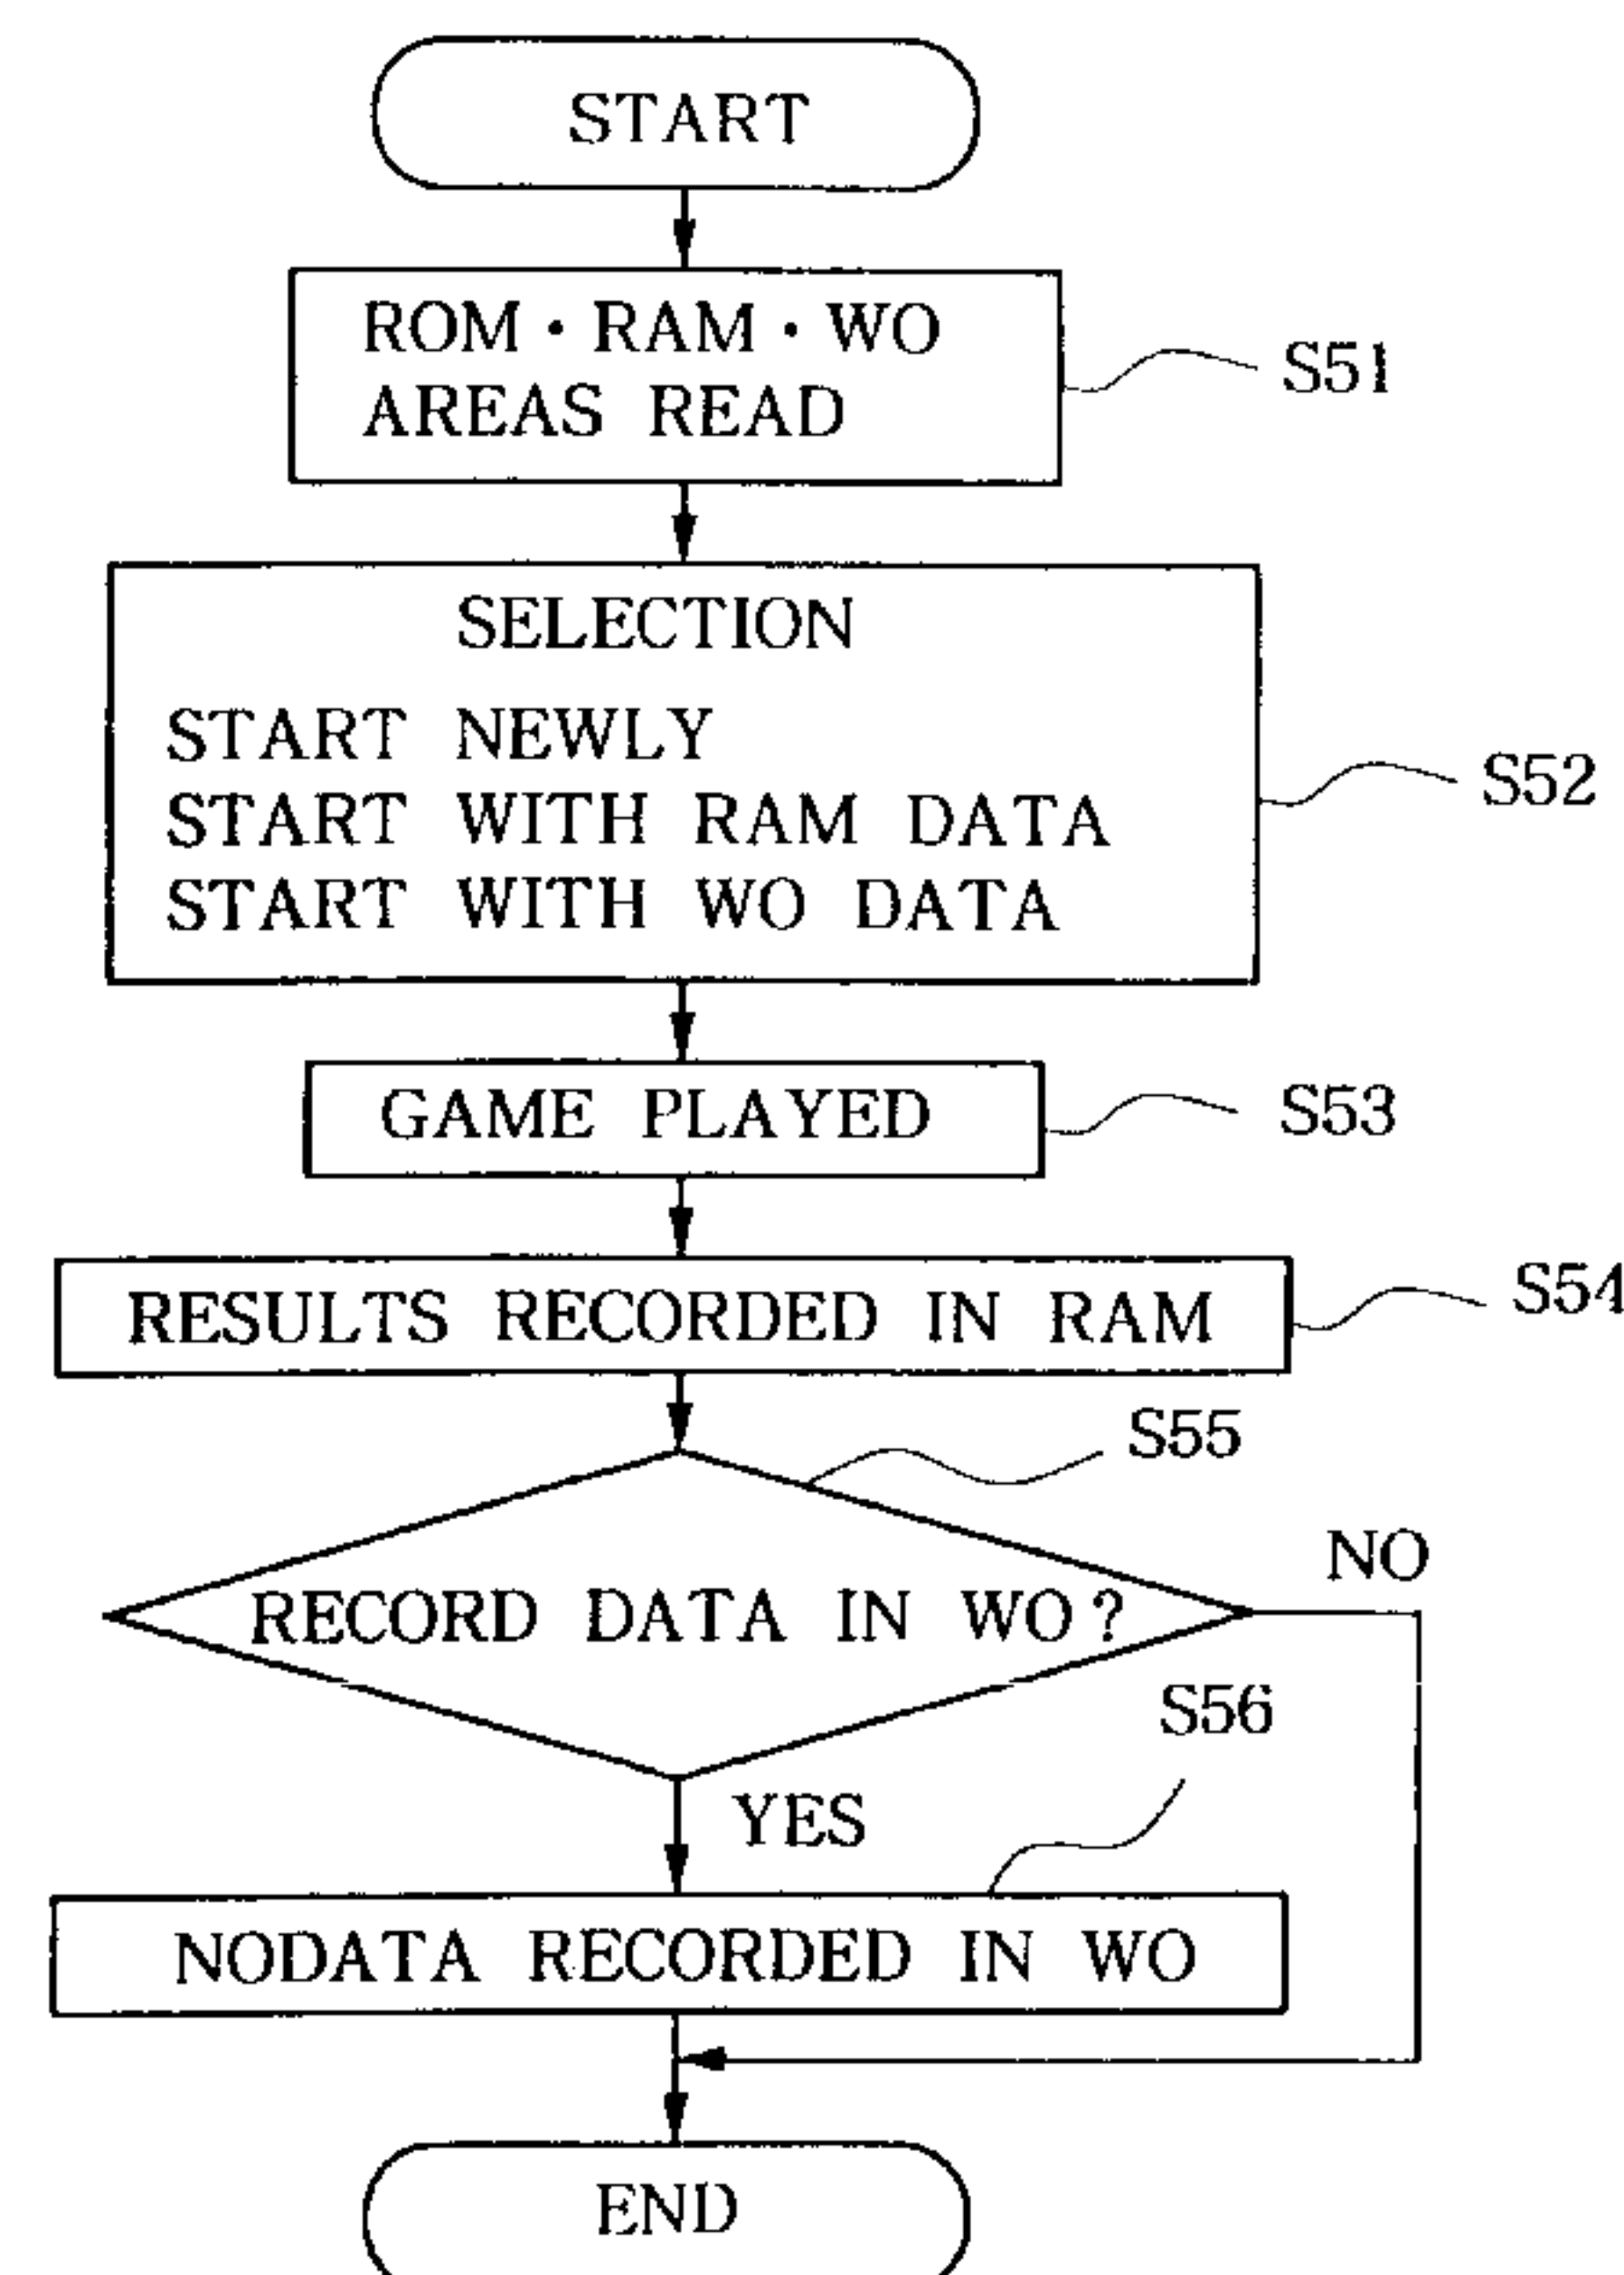 START
ROM・RAM・WO
AREAS READ
S51
SELECTION
START NEWLY
START WITH RAM DATA
START WITH WO DATA
S52
GAME PLAYED
S53
RESULTS RECORDED IN RAM
S54
S55
RECORD DATA IN WO?
NO
YES
S56
NODATA RECORDED IN WO
END